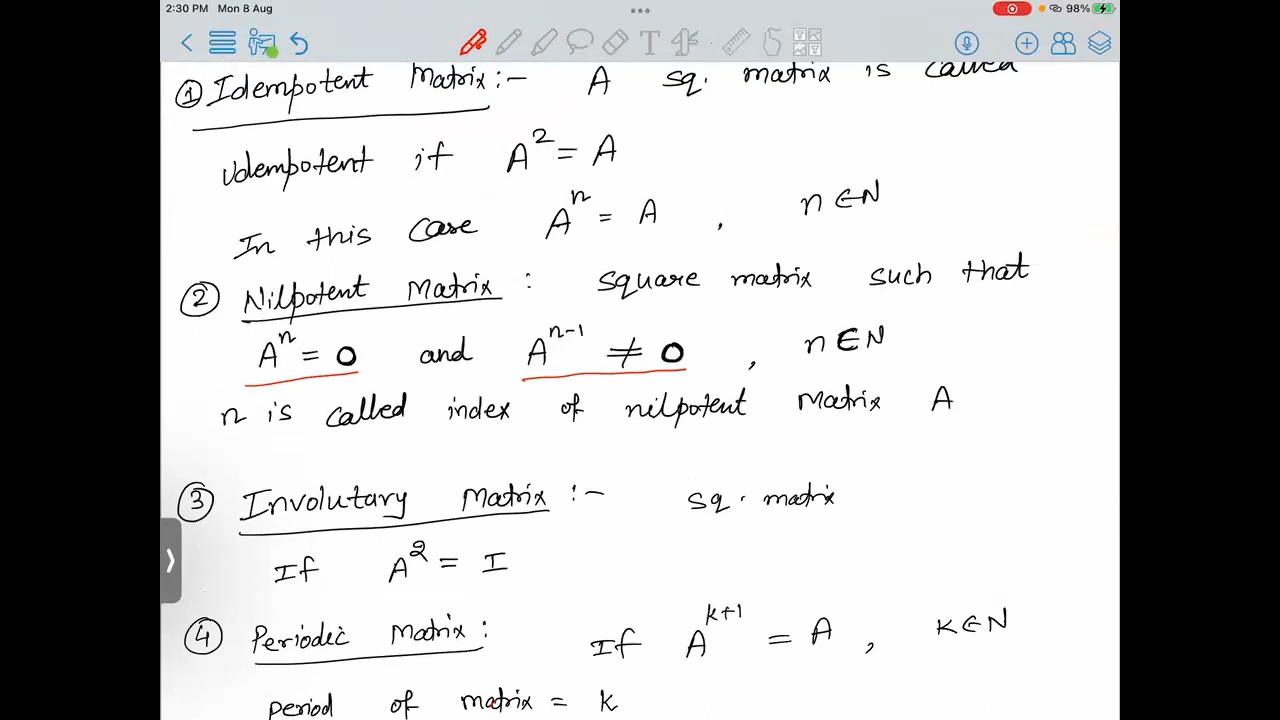 2:30 PM Mon 8 Aug
98%
① Idempotent Matrix :- A sq. matrix is called
idempotent if A² = A
In this case Aⁿ = A , n ∈ N
② Nilpotent Matrix : square matrix such that
Aⁿ = 0 and Aⁿ⁻¹ ≠ 0 , n ∈ N
n is called index of nilpotent Matrix A
③ Involutary Matrix :- sq. matrix
If A² = I
④ Periodic Matrix : If Aᵏ⁺¹ = A , K ∈ N
period of matrix = K